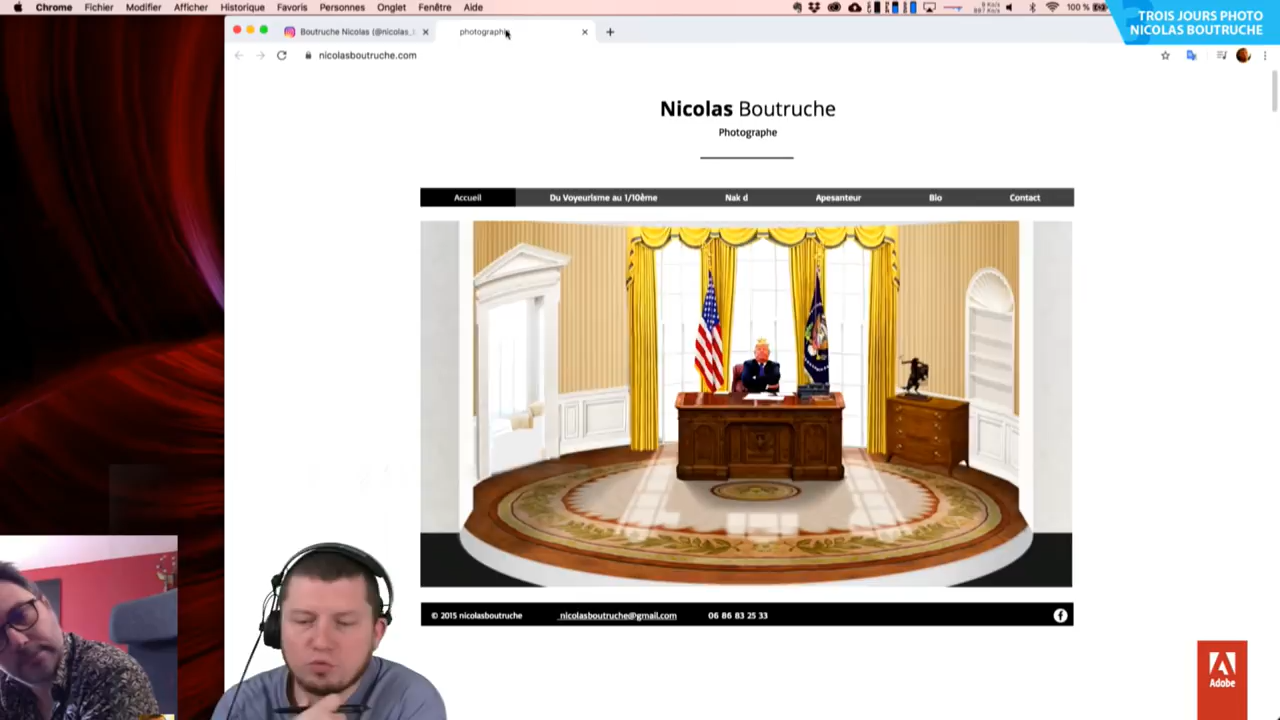 Chrome Fichier Modifier Afficher Historique Favoris Personnes Onglet Fenêtre Aide
100 %
TROIS JOURS PHOTO
NICOLAS BOUTRUCHE
Boutruche Nicolas (@nicolas_
photographe
nicolasboutruche.com
Nicolas Boutruche
Photographe
Accueil Du Voyeurisme au 1/10ème Nak d Apesanteur Bio Contact
© 2015 nicolasboutruche nicolasboutruche@gmail.com 06 86 83 25 33
Adobe